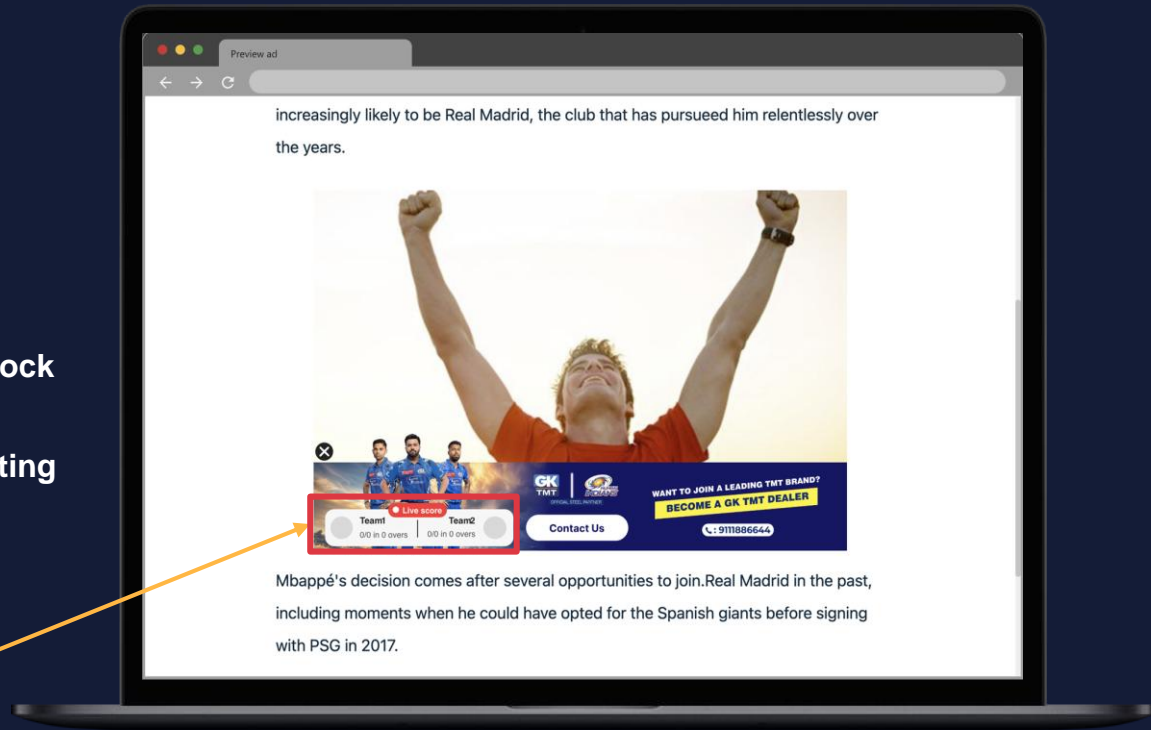 Preview ad
increasingly likely to be Real Madrid, the club that has pursueed him relentlessly over
the years.
ock
ting
GK
TMT
INDIANS
OFFICIAL STEEL PARTNER
WANT TO JOIN A LEADING TMT BRAND?
BECOME A GK TMT DEALER
Contact Us
: 9111886644
Live score
Team1
Team2
0/0 in 0 overs
0/0 in 0 overs
Mbappé's decision comes after several opportunities to join.Real Madrid in the past,
including moments when he could have opted for the Spanish giants before signing
with PSG in 2017.